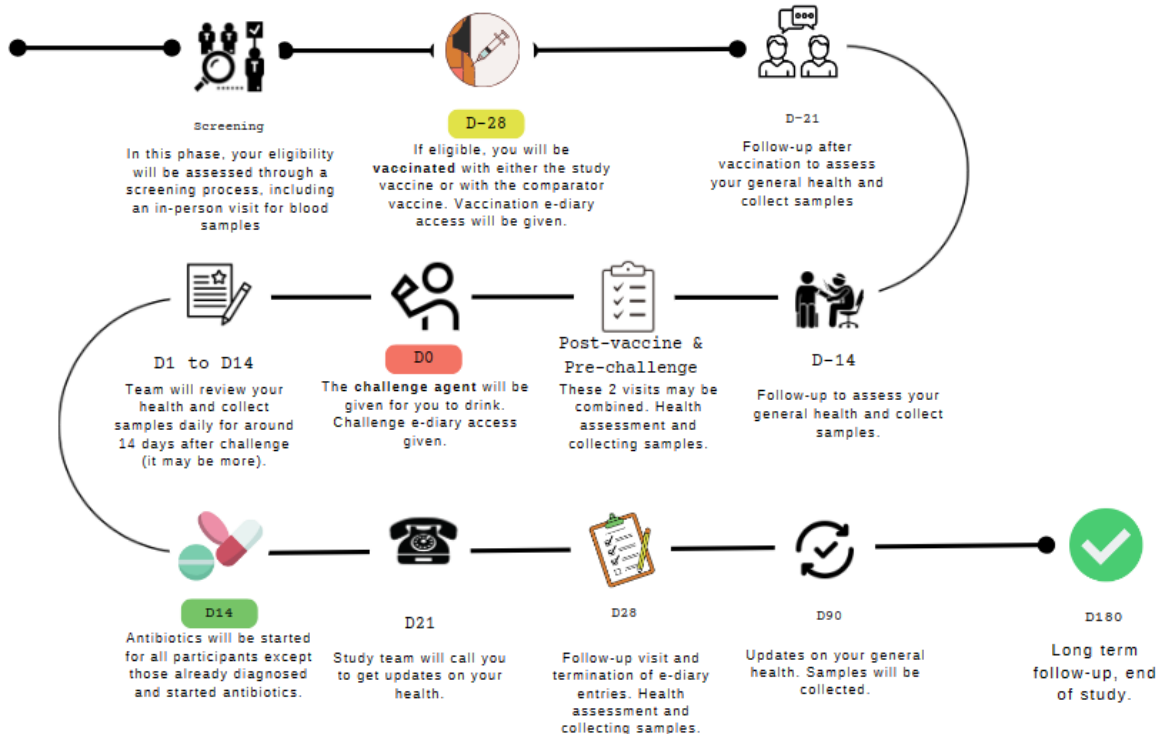 Screening
In this phase, your eligibility
will be assessed through a
screening process, including
an in-person visit for blood
samples
D-28
If eligible, you will be
vaccinated with either the study
vaccine or with the comparator
vaccine. Vaccination e-diary
access will be given.
D-21
Follow-up after
vaccination to assess
your general health and
collect samples
D-14
Follow-up to assess your
general health and collect
samples.
Post-vaccine &
Pre-challenge
These 2 visits may be
combined. Health
assessment and
collecting samples.
D0
The challenge agent will be
given for you to drink.
Challenge e-diary access
given.
D1 to D14
Team will review your
health and collect
samples daily for around
14 days after challenge
(it may be more).
D14
Antibiotics will be started
for all participants except
those already diagnosed
and started antibiotics.
D21
Study team will call you
to get updates on your
health.
D28
Follow-up visit and
termination of e-diary
entries. Health
assessment and
collecting samples.
D90
Updates on your general
health. Samples will be
collected.
D180
Long term
follow-up, end
of study.